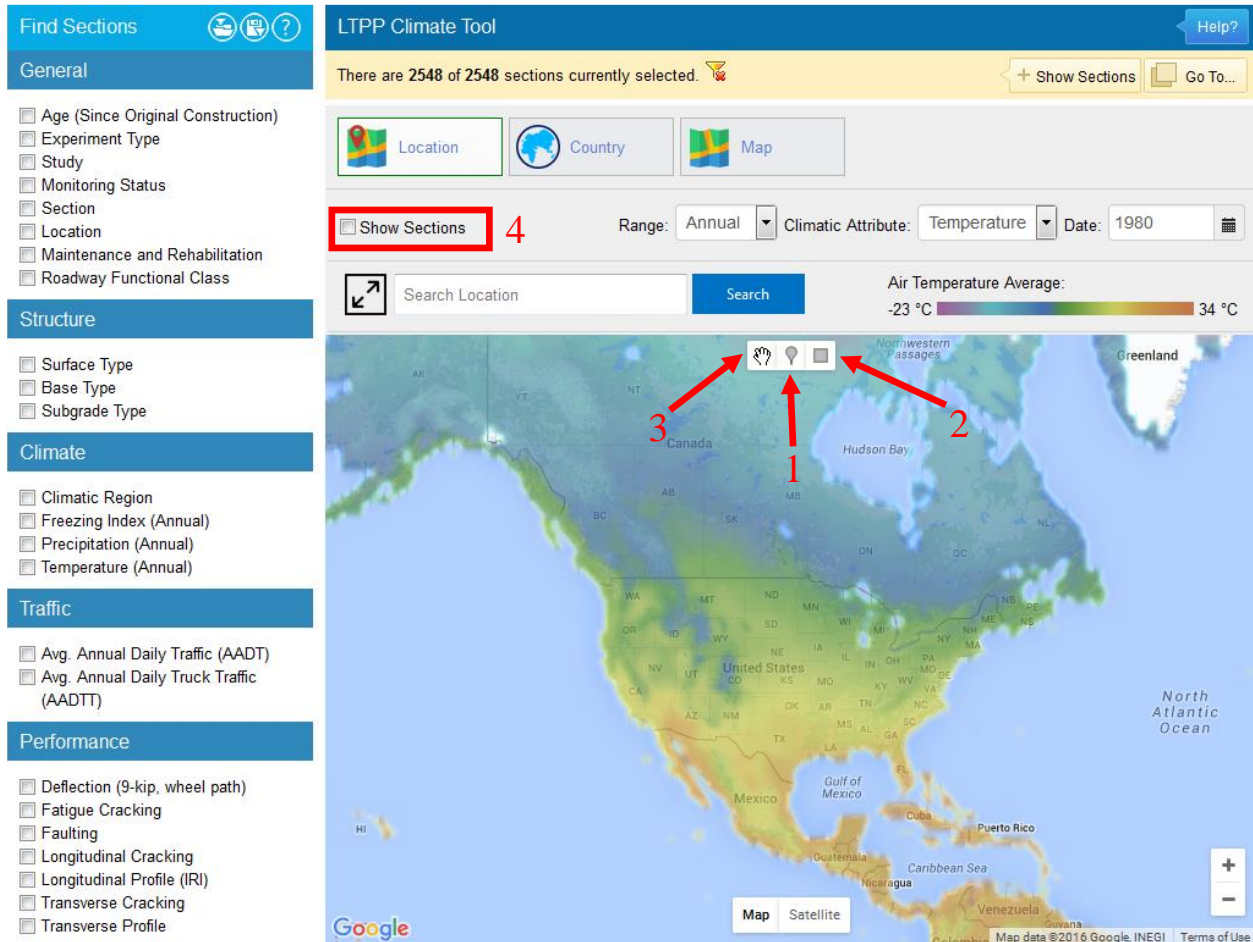 Find Sections
?
General
Age (Since Original Construction)
Experiment Type
Study
Monitoring Status
Section
Location
Maintenance and Rehabilitation
Roadway Functional Class
Structure
Surface Type
Base Type
Subgrade Type
Climate
Climatic Region
Freezing Index (Annual)
Precipitation (Annual)
Temperature (Annual)
Traffic
Avg. Annual Daily Traffic (AADT)
Avg. Annual Daily Truck Traffic
(AADTT)
Performance
Deflection (9-kip, wheel path)
Fatigue Cracking
Faulting
Longitudinal Cracking
Longitudinal Profile (IRI)
Transverse Cracking
Transverse Profile
LTPP Climate Tool
Help?
There are 2548 of 2548 sections currently selected.
+ Show Sections
Go To...
Location
Country
Map
Show Sections
4
Range: Annual
Climatic Attribute: Temperature
Date: 1980
Search Location
Search
Air Temperature Average:
-23 °C
34 °C
Northwestern
Passages
Greenland
AK
YT
NT
3
1
2
Canada
Hudson Bay
AB
MB
BC
SK
NL
ON
QC
WA
MT
ND
MN
NB
PE
OR
ID
SD
WI
MI
ME
NS
WY
NH
NY
MA
NE
IA
IL
IN
OH
PA
NV
UT
United States
MD
DE
CO
KS
MO
KY
WV
VA
CA
OK
AR
TN
NC
AZ
NM
MS
AL
SC
GA
TX
LA
FL
North
Atlantic
Ocean
Gulf of
Mexico
Mexico
Cuba
Puerto Rico
HI
Guatemala
Caribbean Sea
Nicaragua
+
−
Map
Satellite
Venezuela
Guyana
Google
Map data ©2016 Google, INEGI
Terms of Use